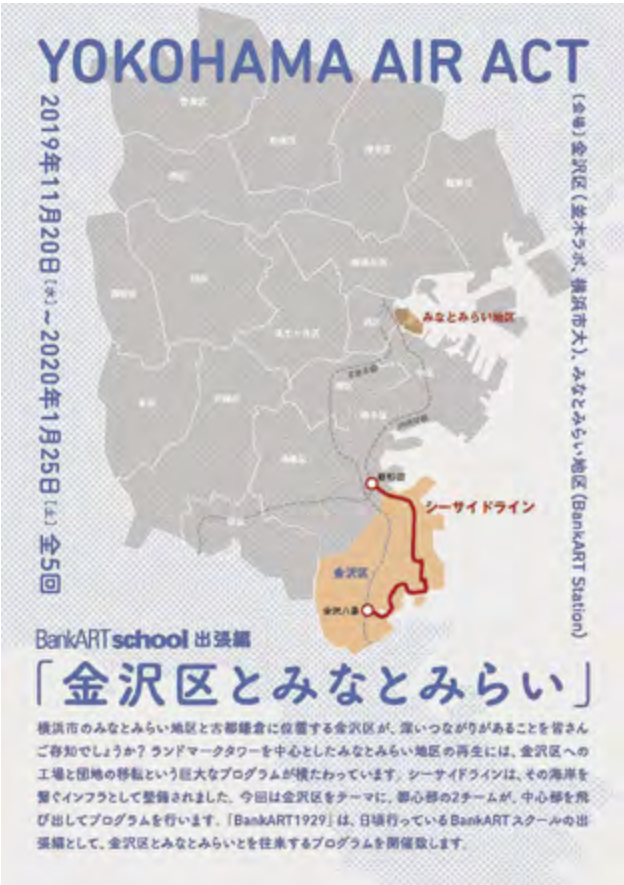 YOKOHAMA AIR ACT
2019年11月20日［水］～2020年1月25日［土］ 全5回
［会場］金沢区（並木ラボ、横浜市大）、みなとみらい地区（BankART Station）
みなとみらい地区
新杉田
シーサイドライン
金沢区
金沢八景
BankARTschool 出張編
「金沢区とみなとみらい」
横浜市のみなとみらい地区と古都鎌倉に位置する金沢区が、深いつながりがあることを皆さん
ご存知でしょうか？ ランドマークタワーを中心としたみなとみらい地区の再生には、金沢区への
工場と団地の移転という巨大なプログラムが横たわっています。シーサイドラインは、その海岸を
繋ぐインフラとして整備されました。今回は金沢区をテーマに、都心部の2チームが、中心部を飛
び出してプログラムを行います。「BankART1929」は、日頃行っているBankARTスクールの出
張編として、金沢区とみなとみらいとを往来するプログラムを開催致します。